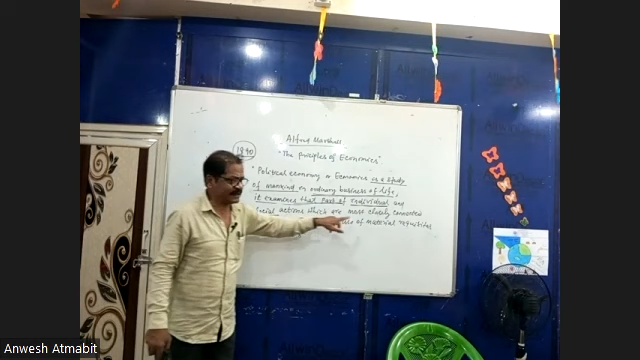 Alfred Marshall
1890
"The principles of Economics"
"Political economy or Economics is a study
of mankind in ordinary business of life,
it examines that part of individual and
social actions which are most closely connected
use of material requisites
Anwesh Atmabit